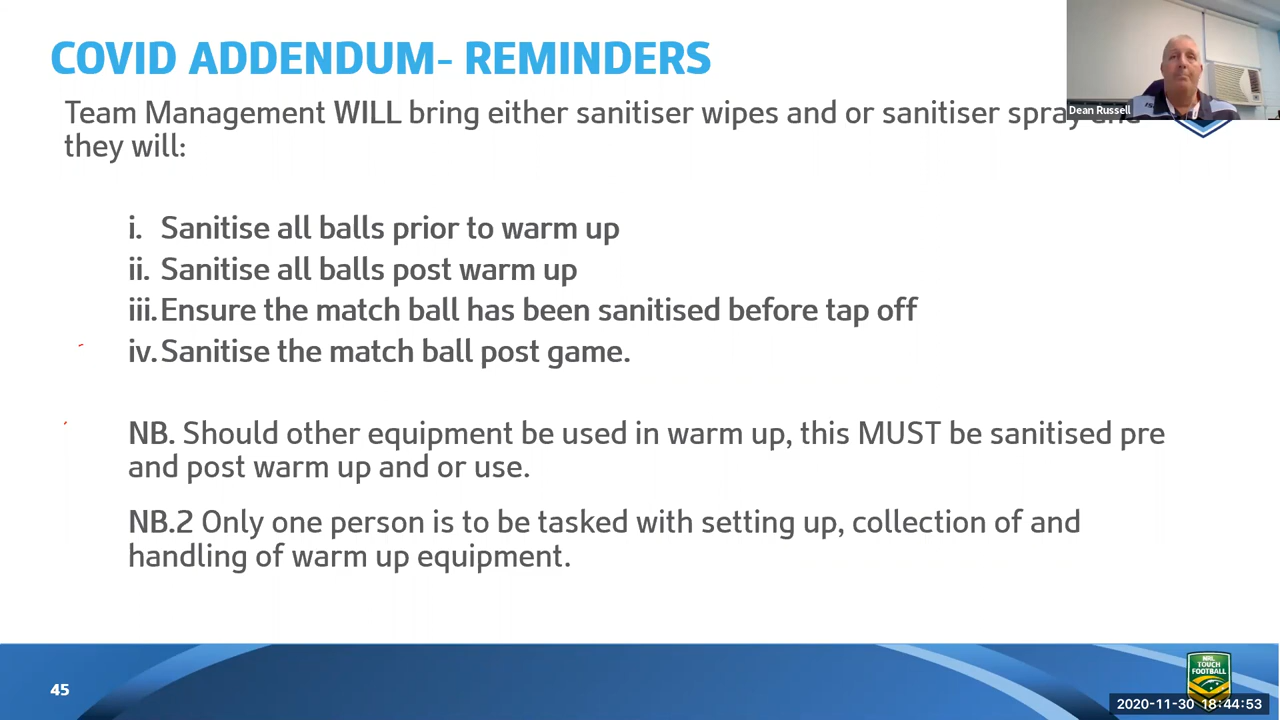 COVID ADDENDUM- REMINDERS
Dean Russell
Team Management WILL bring either sanitiser wipes and or sanitiser spray
they will:
i. Sanitise all balls prior to warm up
ii. Sanitise all balls post warm up
iii. Ensure the match ball has been sanitised before tap off
iv. Sanitise the match ball post game.
NB. Should other equipment be used in warm up, this MUST be sanitised pre
and post warm up and or use.
NB.2 Only one person is to be tasked with setting up, collection of and
handling of warm up equipment.
45
NRL
TOUCH
FOOTBALL
2020-11-30 18:44:53